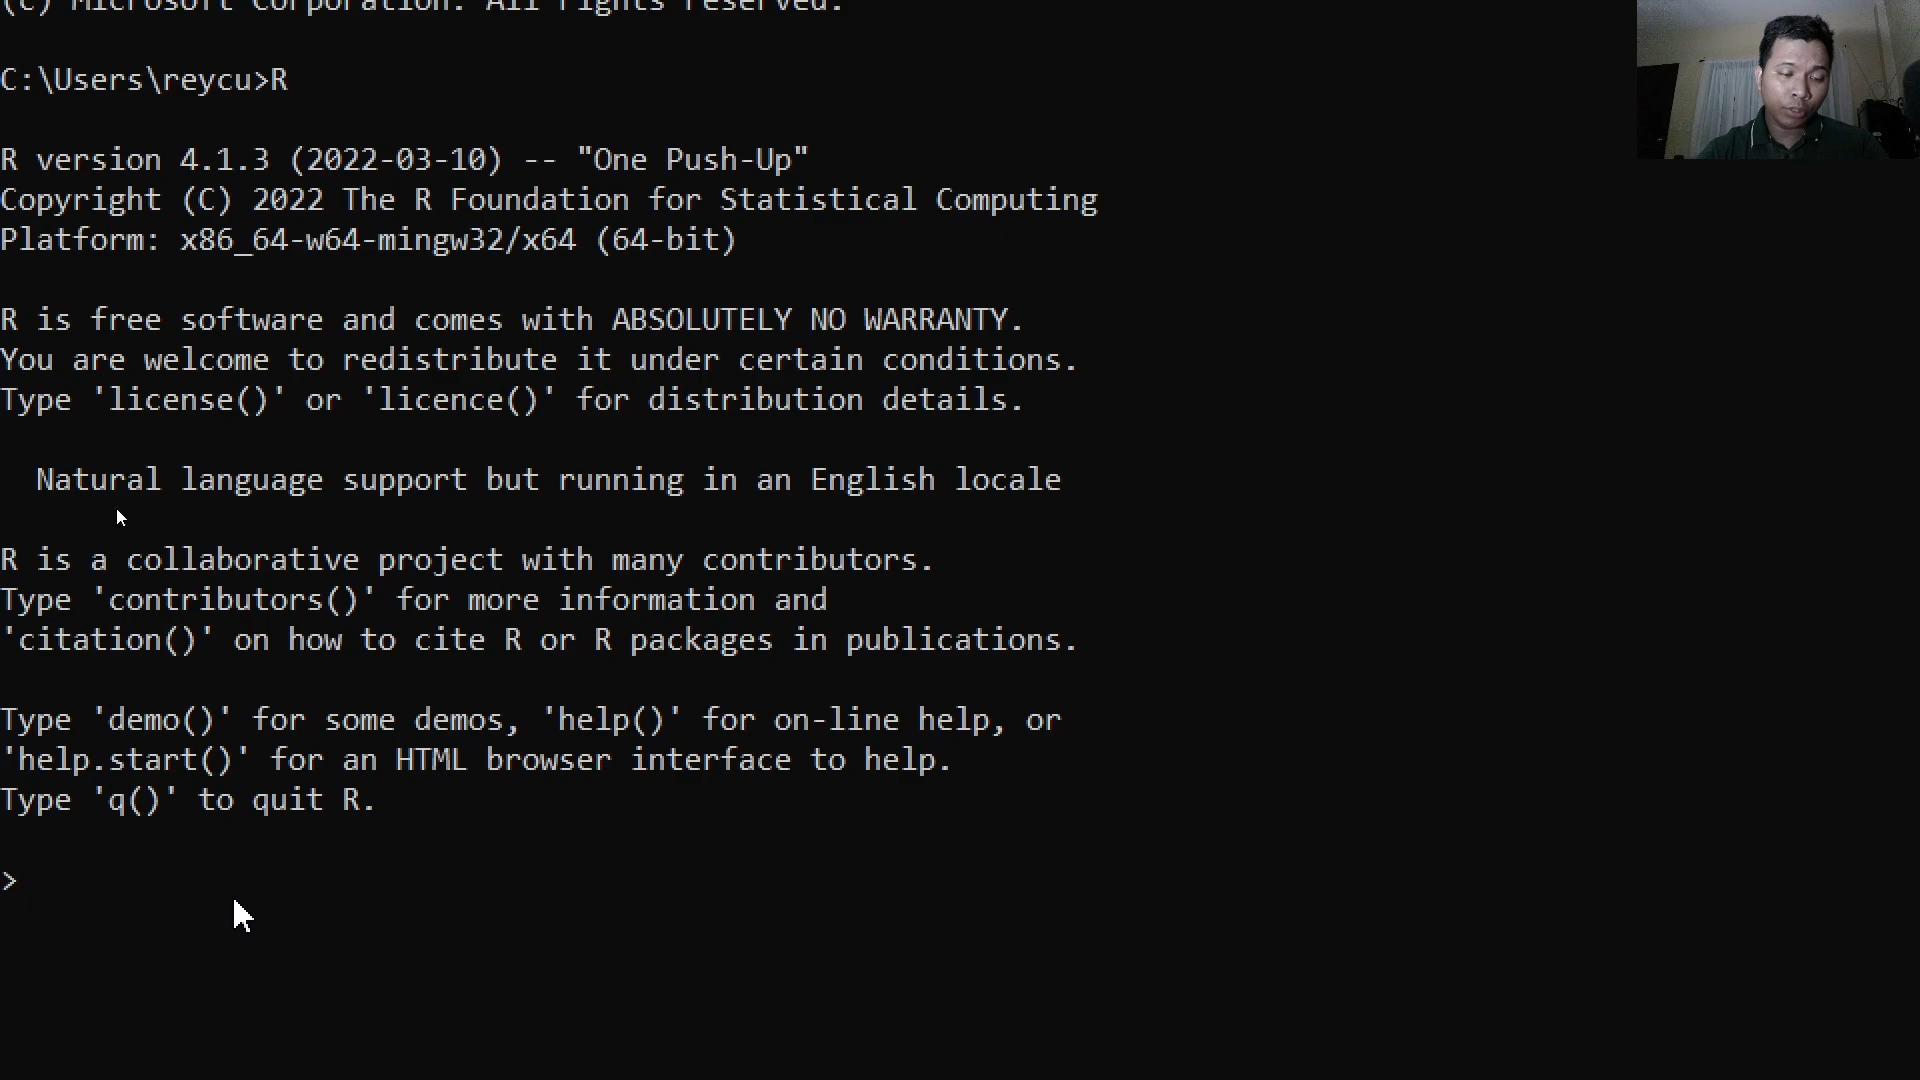 (c) Microsoft Corporation. All rights reserved.
C:\Users\reycu>R
R version 4.1.3 (2022-03-10) -- "One Push-Up"
Copyright (C) 2022 The R Foundation for Statistical Computing
Platform: x86_64-w64-mingw32/x64 (64-bit)
R is free software and comes with ABSOLUTELY NO WARRANTY.
You are welcome to redistribute it under certain conditions.
Type 'license()' or 'licence()' for distribution details.
Natural language support but running in an English locale
R is a collaborative project with many contributors.
Type 'contributors()' for more information and
'citation()' on how to cite R or R packages in publications.
Type 'demo()' for some demos, 'help()' for on-line help, or
'help.start()' for an HTML browser interface to help.
Type 'q()' to quit R.
>